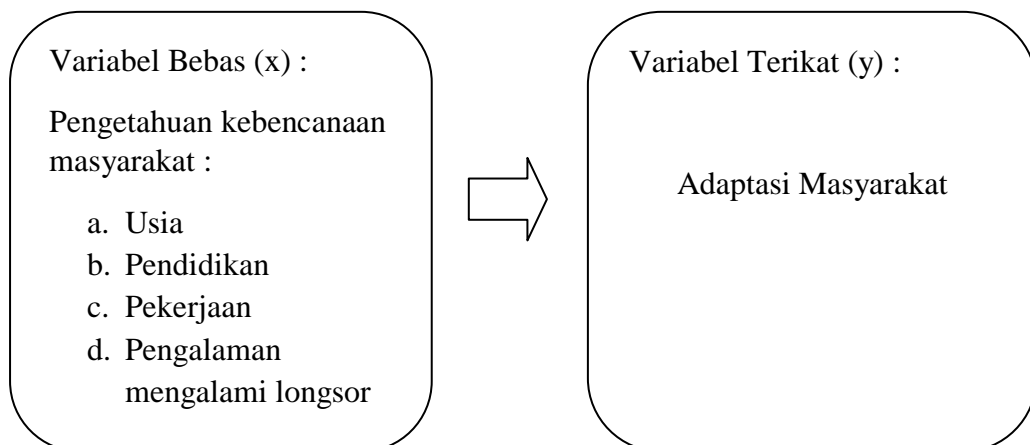 Variabel Bebas (x) :
Pengetahuan kebencanaan
masyarakat :
a. Usia
b. Pendidikan
c. Pekerjaan
d. Pengalaman
mengalami longsor
Variabel Terikat (y) :
Adaptasi Masyarakat